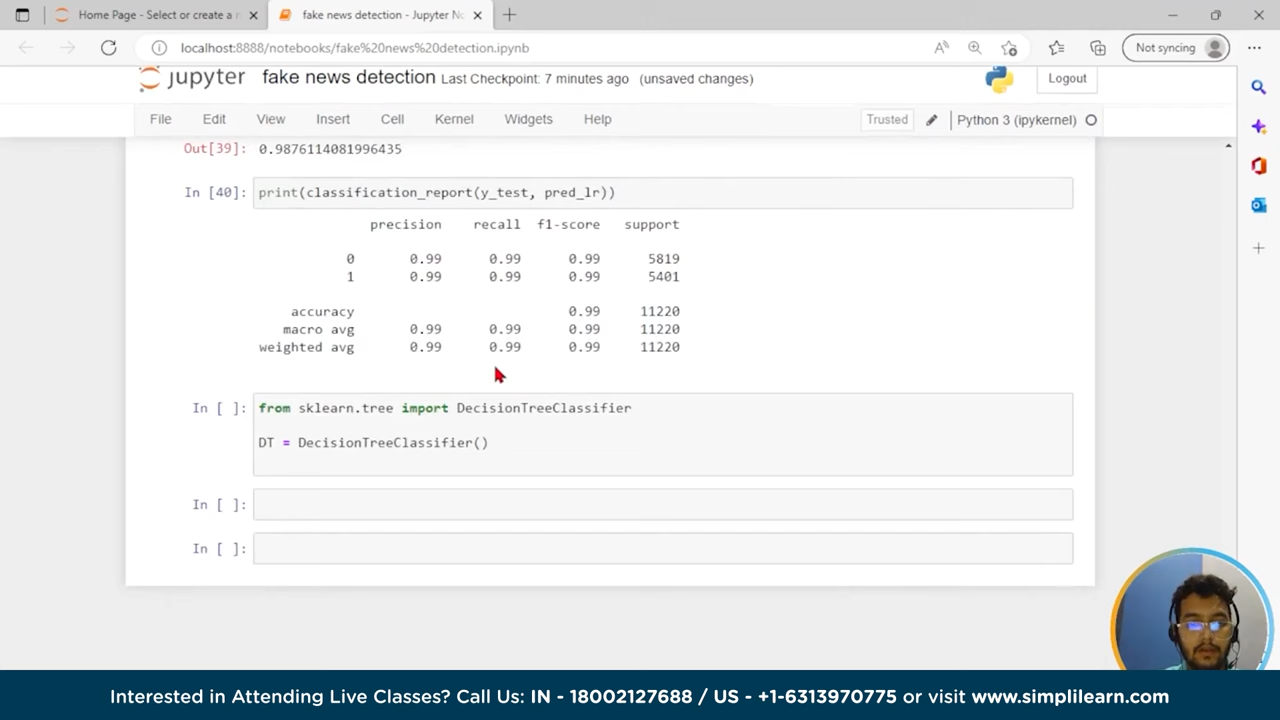 Home Page - Select or create a n
fake news detection - Jupyter No
localhost:8888/notebooks/fake%20news%20detection.ipynb
Not syncing
jupyter fake news detection Last Checkpoint: 7 minutes ago (unsaved changes)
Logout
File Edit View Insert Cell Kernel Widgets Help
Trusted
Python 3 (ipykernel)
Out[39]: 0.9876114081996435
In [40]: print(classification_report(y_test, pred_lr))
precision recall f1-score support
0 0.99 0.99 0.99 5819
1 0.99 0.99 0.99 5401
accuracy 0.99 11220
macro avg 0.99 0.99 0.99 11220
weighted avg 0.99 0.99 0.99 11220
In [ ]: from sklearn.tree import DecisionTreeClassifier
DT = DecisionTreeClassifier()
In [ ]:
In [ ]:
Interested in Attending Live Classes? Call Us: IN - 18002127688 / US - +1-6313970775 or visit www.simplilearn.com